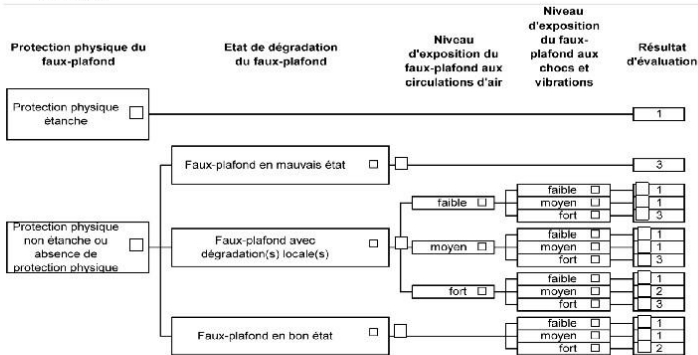 Protection physique du
faux-plafond
Etat de dégradation
du faux-plafond
Niveau
d'exposition du
faux-plafond aux
circulations d'air
Niveau
d'exposition
du faux-
plafond aux
chocs et
vibrations
Résultat
d'évaluation
Protection physique
étanche
1
Faux-plafond en mauvais état
3
Protection physique
non étanche ou
absence de
protection physique
Faux-plafond avec
dégradation(s) locale(s)
faible
faible
1
moyen
1
fort
3
moyen
faible
1
moyen
1
fort
3
fort
faible
1
moyen
2
fort
3
Faux-plafond en bon état
faible
1
moyen
1
fort
2